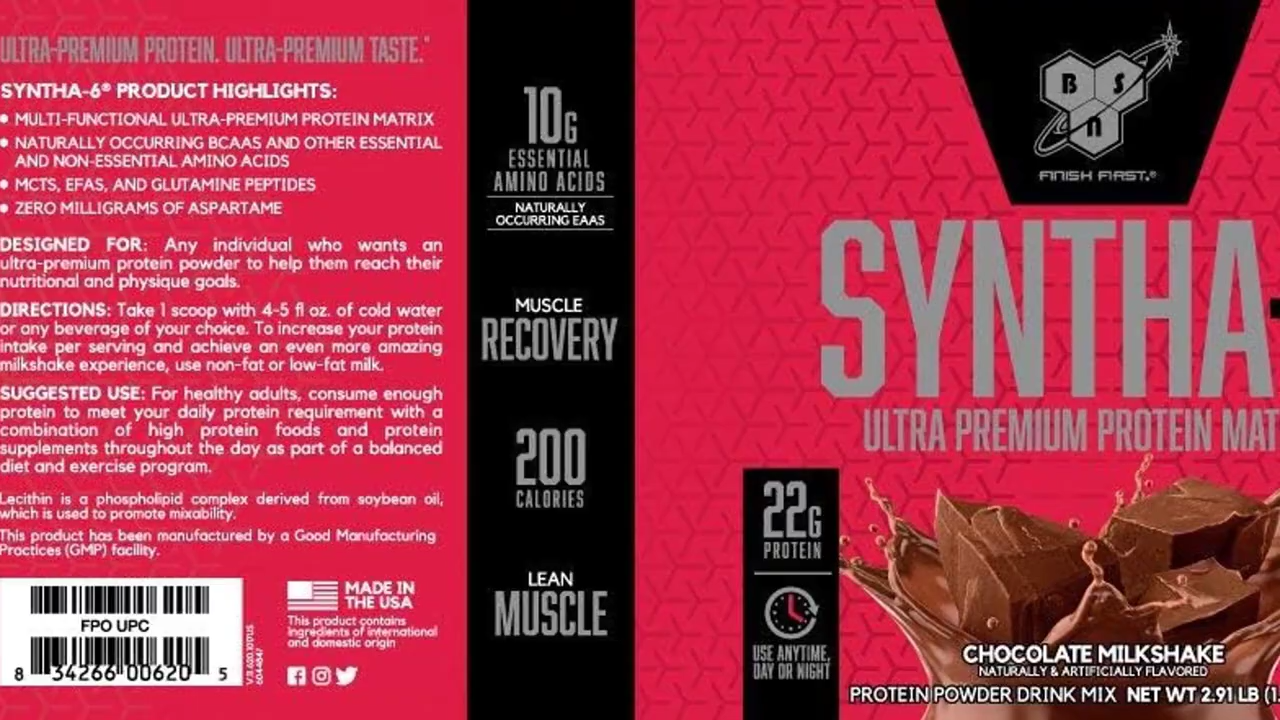 ULTRA-PREMIUM PROTEIN. ULTRA-PREMIUM TASTE.
SYNTHA-6® PRODUCT HIGHLIGHTS:
● MULTI-FUNCTIONAL ULTRA-PREMIUM PROTEIN MATRIX
● NATURALLY OCCURRING BCAAS AND OTHER ESSENTIAL
AND NON-ESSENTIAL AMINO ACIDS
● MCTS, EFAS, AND GLUTAMINE PEPTIDES
● ZERO MILLIGRAMS OF ASPARTAME
DESIGNED FOR: Any individual who wants an
ultra-premium protein powder to help them reach their
nutritional and physique goals.
DIRECTIONS: Take 1 scoop with 4-5 fl oz. of cold water
or any beverage of your choice. To increase your protein
intake per serving and achieve an even more amazing
milkshake experience, use non-fat or low-fat milk.
SUGGESTED USE: For healthy adults, consume enough
protein to meet your daily protein requirement with a
combination of high protein foods and protein
supplements throughout the day as part of a balanced
diet and exercise program.
Lecithin is a phospholipid complex derived from soybean oil,
which is used to promote mixability.
This product has been manufactured by a Good Manufacturing
Practices (GMP) facility.
FPO UPC
8 34266 00620 5
MADE IN
THE USA
This product contains
ingredients of international
and domestic origin
10G
ESSENTIAL
AMINO ACIDS
NATURALLY
OCCURRING EAAS
MUSCLE
RECOVERY
200
CALORIES
LEAN
MUSCLE
BSn
FINISH FIRST.®
SYNTHA-
ULTRA PREMIUM PROTEIN MAT
22G
PROTEIN
USE ANYTIME,
DAY OR NIGHT
CHOCOLATE MILKSHAKE
NATURALLY & ARTIFICIALLY FLAVORED
PROTEIN POWDER DRINK MIX NET WT 2.91 LB (1.